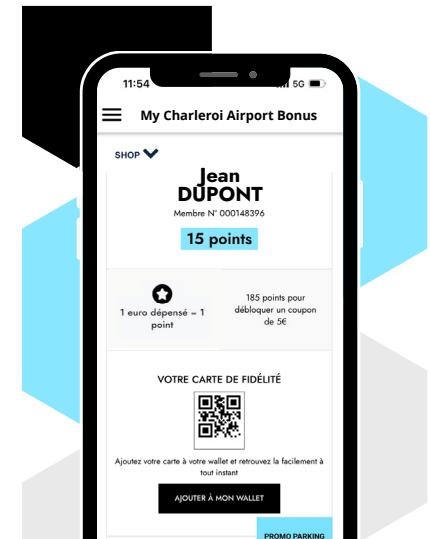 11:54
5G
My Charleroi Airport Bonus
SHOP
Jean
DUPONT
Membre N° 000148396
15 points
1 euro dépensé = 1
point
185 points pour
débloquer un coupon
de 5€
VOTRE CARTE DE FIDÉLITÉ
Ajoutez votre carte à votre wallet et retrouvez la facilement à
tout instant
AJOUTER À MON WALLET
PROMO PARKING